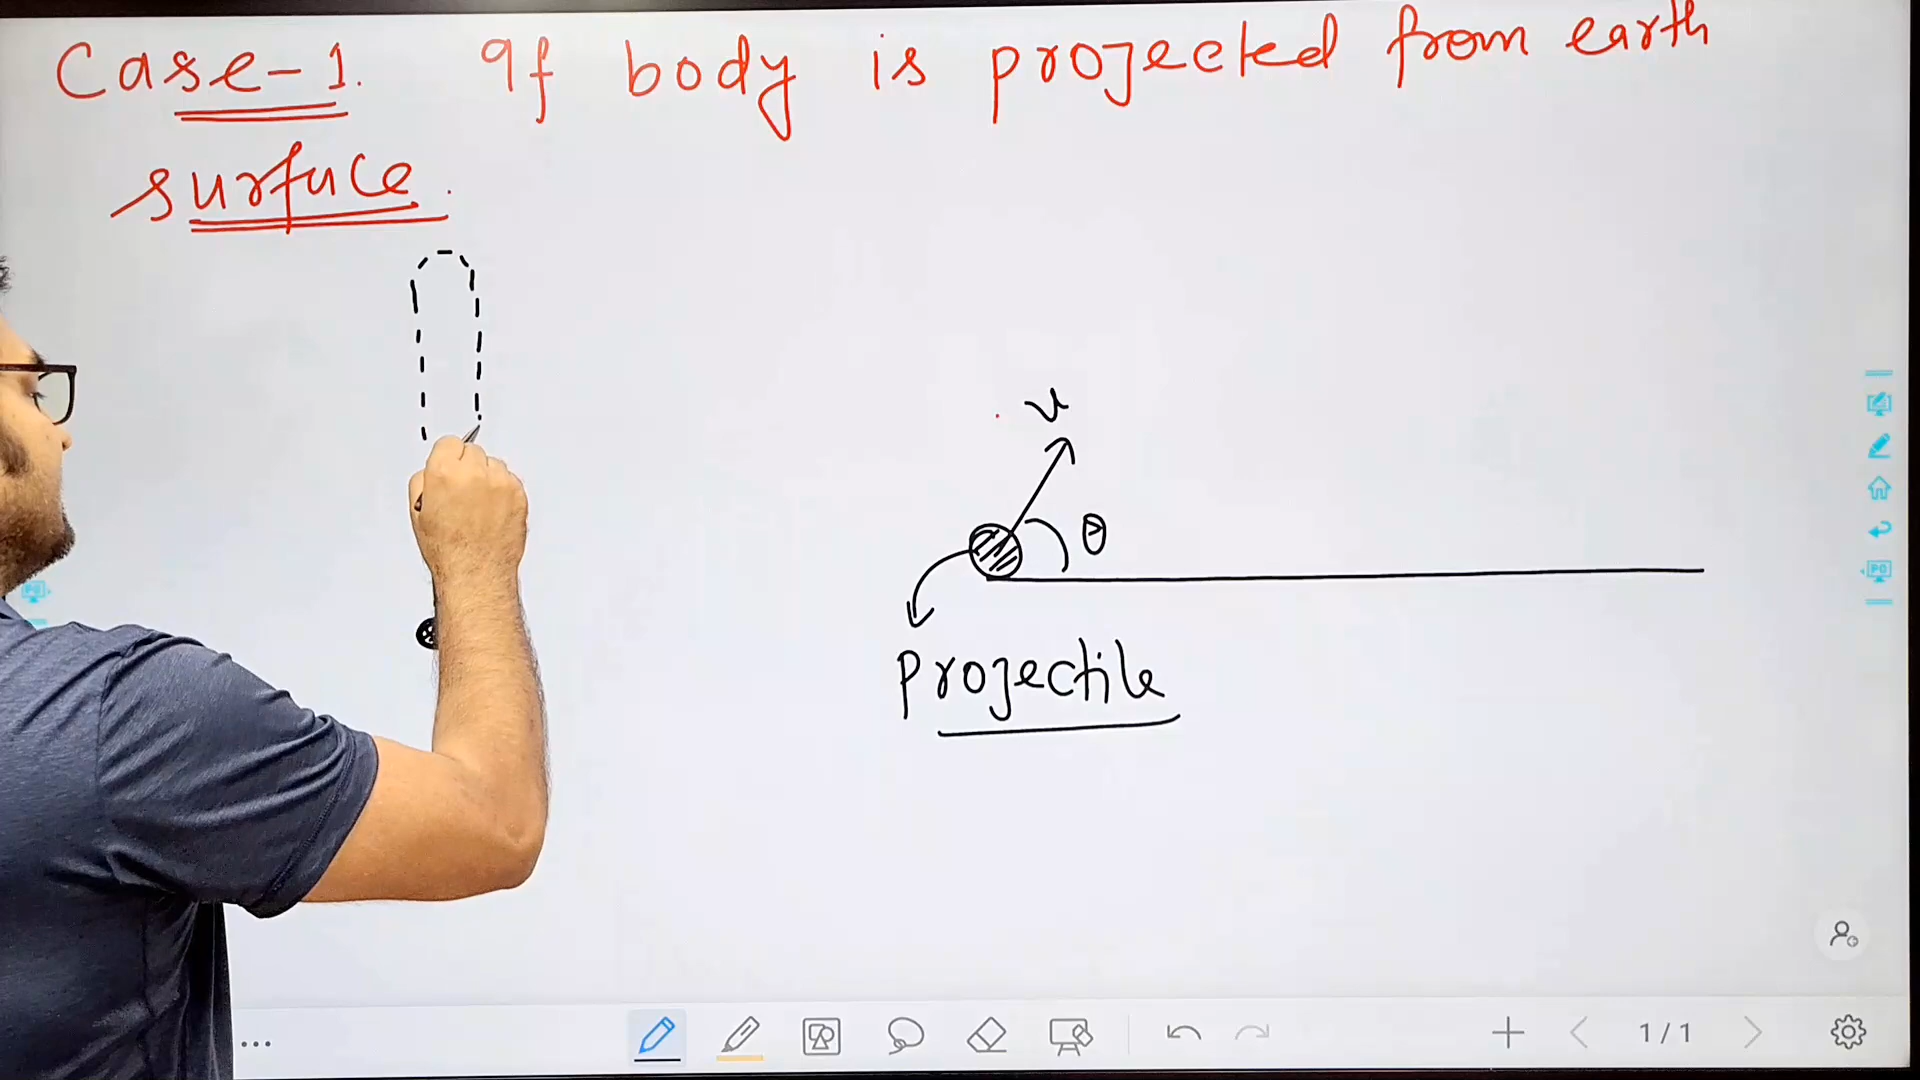 Case-1. If body is projected from earth
surface.
u
θ
Projectile
1/1